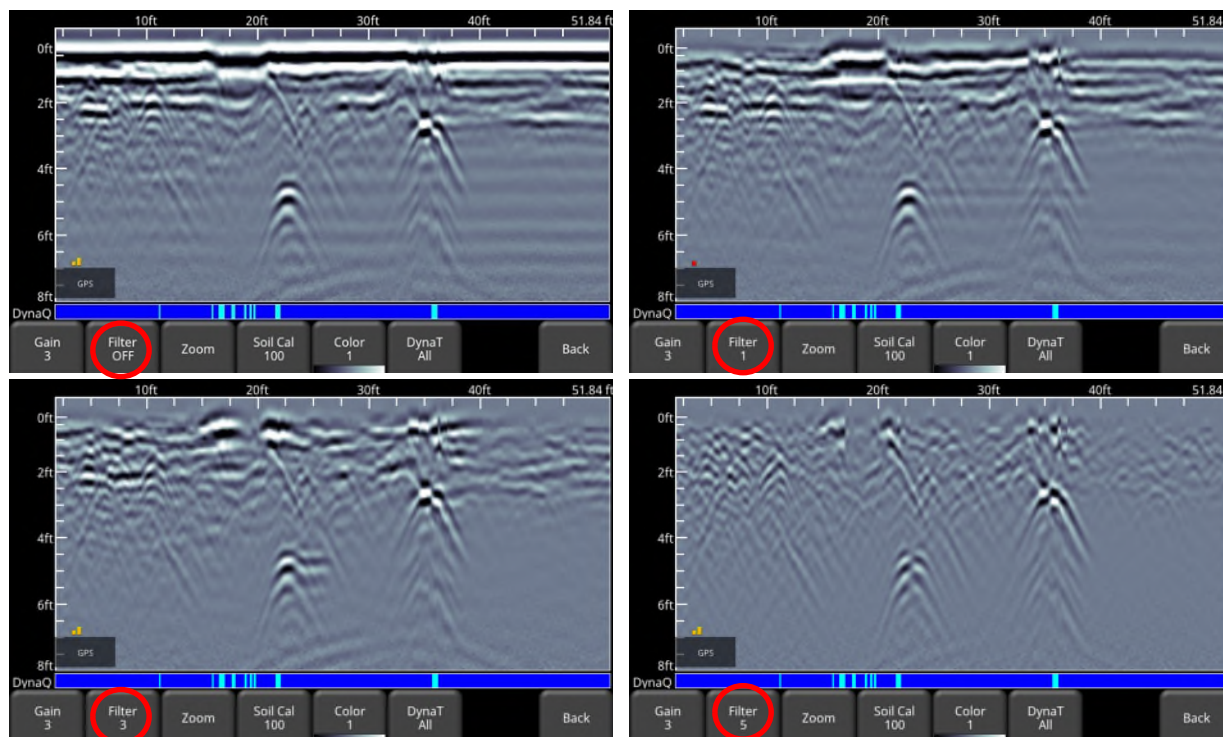 10ft 20ft 30ft 40ft 51.84 ft
0ft
2ft
4ft
6ft
8ft
GPS
DynaQ
Gain 3
Filter OFF
Zoom
Soil Cal 100
Color 1
DynaT All
Back
10ft 20ft 30ft 40ft 51.84
0ft
2ft
4ft
6ft
8ft
GPS
DynaQ
Gain 3
Filter 1
Zoom
Soil Cal 100
Color 1
DynaT All
Back
10ft 20ft 30ft 40ft 51.84 ft
0ft
2ft
4ft
6ft
8ft
GPS
DynaQ
Gain 3
Filter 3
Zoom
Soil Cal 100
Color 1
DynaT All
Back
10ft 20ft 30ft 40ft 51.84
0ft
2ft
4ft
6ft
8ft
GPS
DynaQ
Gain 3
Filter 5
Zoom
Soil Cal 100
Color 1
DynaT All
Back